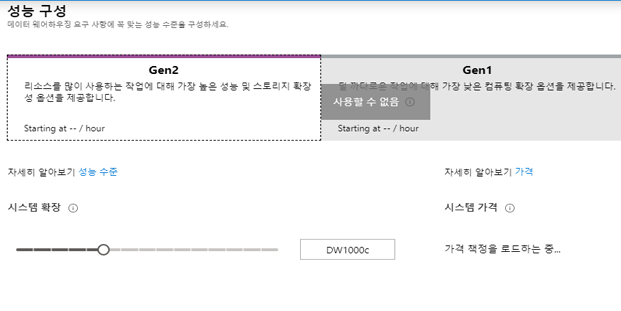 성능 구성
데이터 웨어하우징 요구 사항에 꼭 맞는 성능 수준을 구성하세요.
Gen2
리소스를 많이 사용하는 작업에 대해 가장 높은 성능 및 스토리지 확장
성 옵션을 제공합니다.
Starting at -- / hour
Gen1
덜 까다로운 작업에 대해 가장 낮은 컴퓨팅 확장 옵션을 제공합니다.
사용할 수 없음
Starting at -- / hour
자세히 알아보기 성능 수준
자세히 알아보기 가격
시스템 확장
시스템 가격
DW1000c
가격 책정을 로드하는 중...